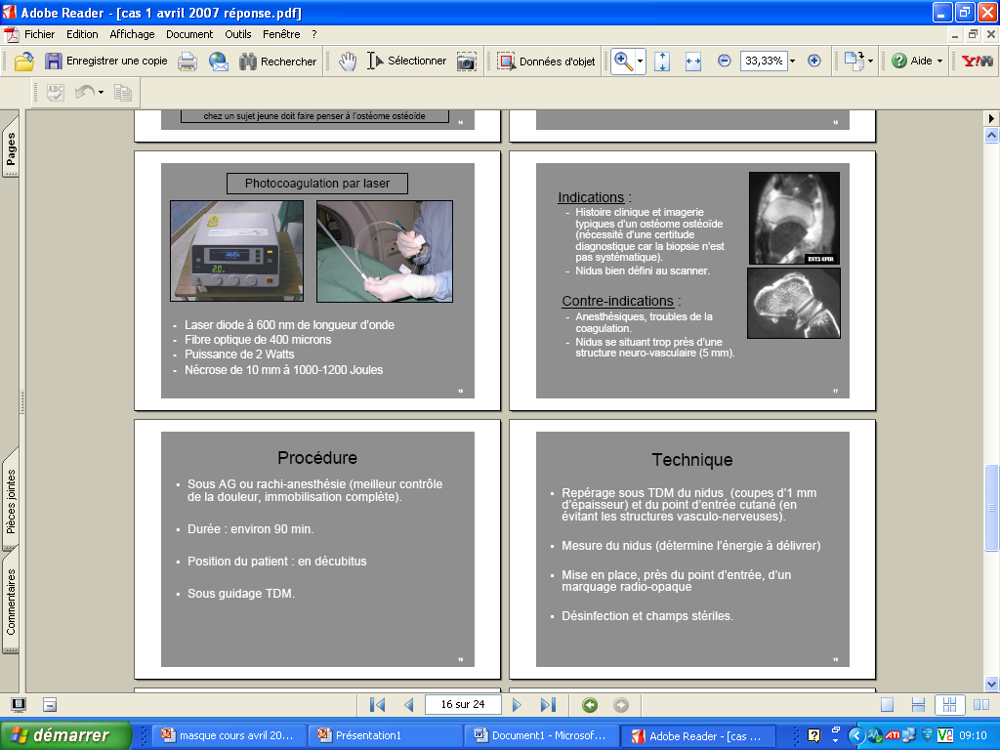 Adobe Reader - [cas 1 avril 2007 réponse.pdf]
Fichier Edition Affichage Document Outils Fenêtre ?
Enregistrer une copie Rechercher Sélectionner Données d'objet 33,33% Aide Y!
ABC
Pages
Pièces jointes
Commentaires
chez un sujet jeune doit faire penser à l'ostéome ostéoïde
Photocoagulation par laser
20.
- Laser diode à 600 nm de longueur d'onde
- Fibre optique de 400 microns
- Puissance de 2 Watts
- Nécrose de 10 mm à 1000-1200 Joules
16
Indications :
- Histoire clinique et imagerie
typiques d'un ostéome ostéoïde
(nécessité d'une certitude
diagnostique car la biopsie n'est
pas systématique).
- Nidus bien défini au scanner.
EST2 SPIR
Contre-indications :
- Anesthésiques, troubles de la
coagulation.
- Nidus se situant trop près d'une
structure neuro-vasculaire (5 mm).
17
Procédure
▪ Sous AG ou rachi-anesthésie (meilleur contrôle
de la douleur, immobilisation complète).
▪ Durée : environ 90 min.
▪ Position du patient : en décubitus
▪ Sous guidage TDM.
18
Technique
▪ Repérage sous TDM du nidus (coupes d'1 mm
d'épaisseur) et du point d'entrée cutané (en
évitant les structures vasculo-nerveuses).
▪ Mesure du nidus (détermine l'énergie à délivrer)
▪ Mise en place, près du point d'entrée, d'un
marquage radio-opaque
▪ Désinfection et champs stériles.
19
16 sur 24
démarrer masque cours avril 20... Présentation1 Document1 - Microsof... Adobe Reader - [cas ... ATI 09:10